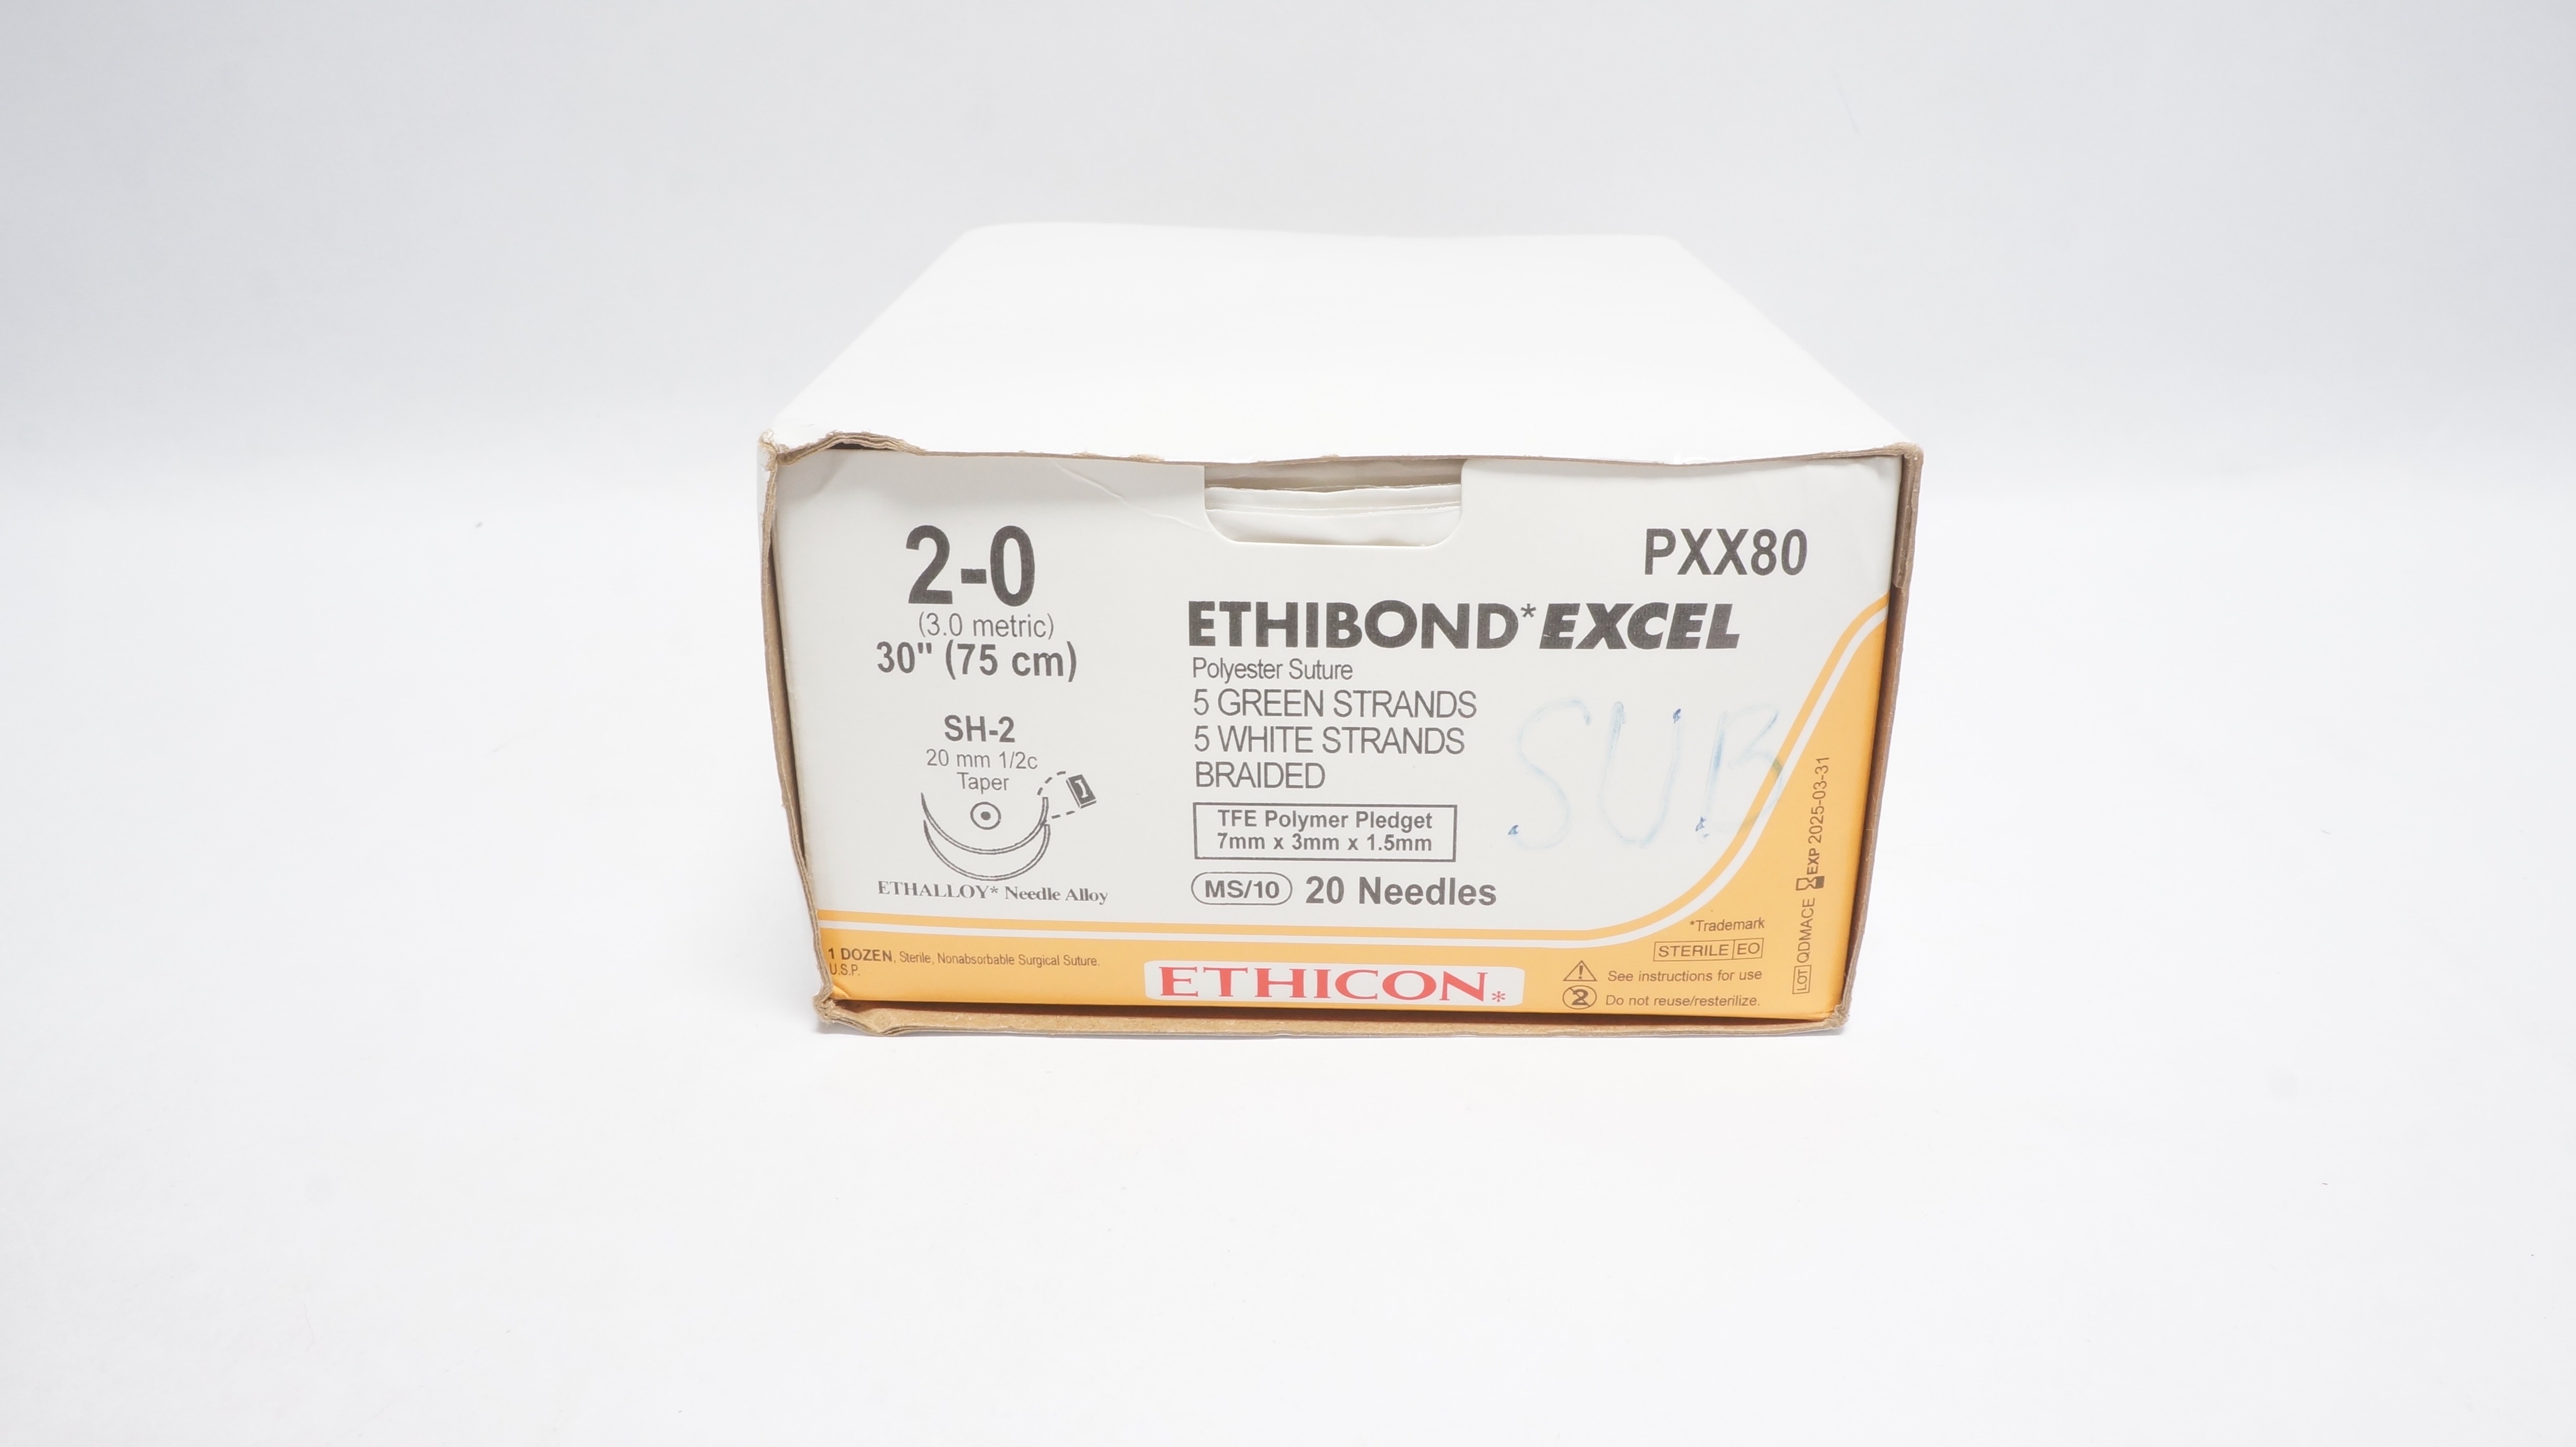 2-0
(3.0 metric)
30" (75 cm)
SH-2
20 mm 1/2c
Taper
ETHALLOY* Needle Alloy
PXX80
ETHIBOND*EXCEL
Polyester Suture
5 GREEN STRANDS
5 WHITE STRANDS
BRAIDED
TFE Polymer Pledget
7mm x 3mm x 1.5mm
MS/10 20 Needles
SUB
1 DOZEN, Sterile, Nonabsorbable Surgical Suture.
U.S.P.
ETHICON*
*Trademark
STERILE EO
See instructions for use
2 Do not reuse/resterilize.
LOT QDMACE EXP 2025-03-31